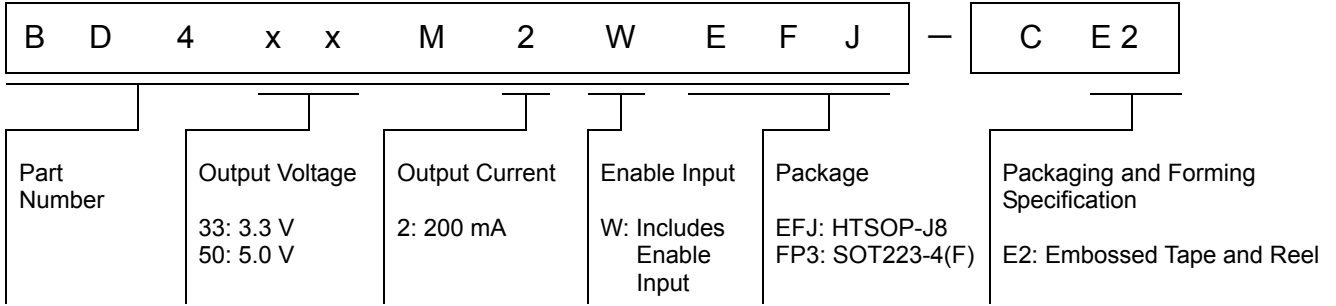 B D 4 x x M 2 W E F J - C E 2
Part
Number
Output Voltage
33: 3.3 V
50: 5.0 V
Output Current
2: 200 mA
Enable Input
W: Includes
Enable
Input
Package
EFJ: HTSOP-J8
FP3: SOT223-4(F)
Packaging and Forming
Specification
E2: Embossed Tape and Reel